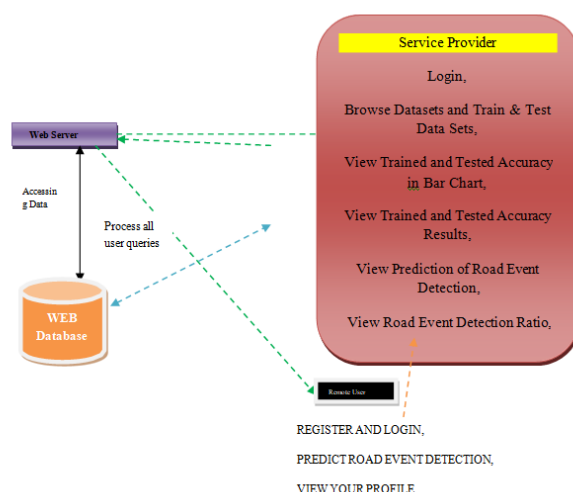 Service Provider
Login,
Browse Datasets and Train & Test
Data Sets,
View Trained and Tested Accuracy
in Bar Chart,
View Trained and Tested Accuracy
Results,
View Prediction of Road Event
Detection,
View Road Event Detection Ratio,
Web Server
Accessin
g Data
Process all
user queries
WEB
Database
Remote User
REGISTER AND LOGIN,
PREDICT ROAD EVENT DETECTION,
VIEW YOUR PROFILE